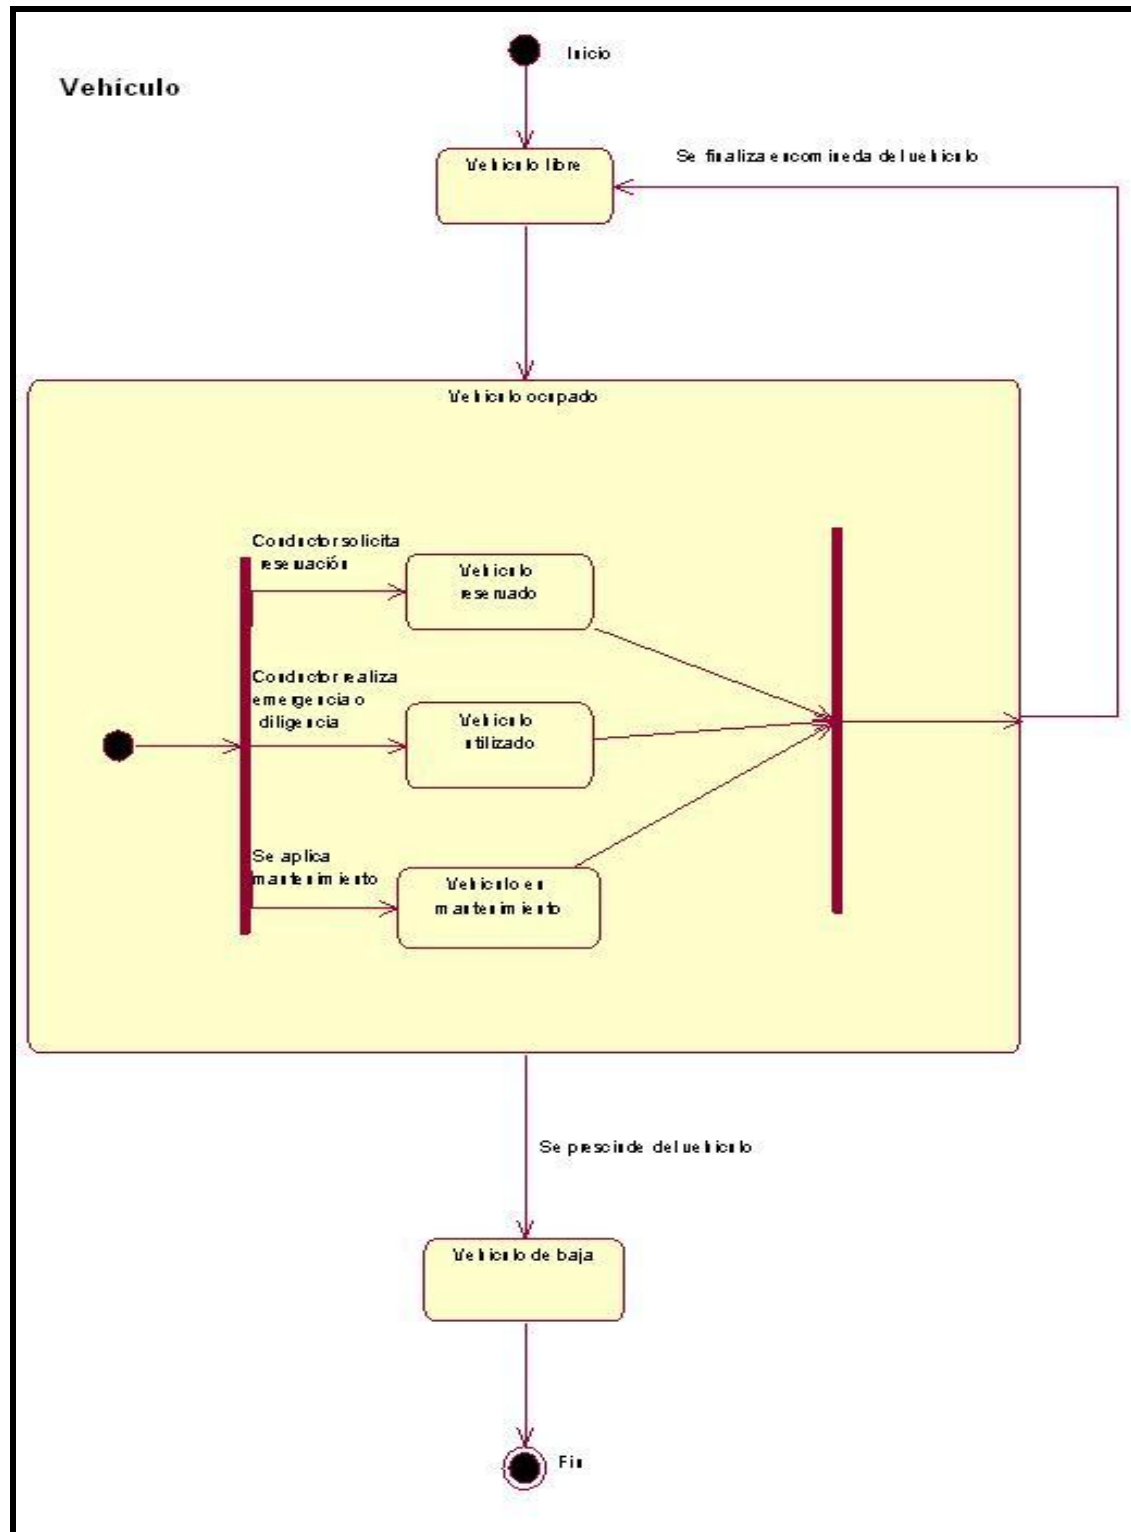 Inicio
Vehículo
Se finaliza encomineda del vehiculo
Vehiculo libre
Vehiculo ocupado
Conductor solicita
reservación
Vehiculo
reservado
Conductor realiza
emergencia o
diligencia
Vehiculo
utilizado
Se aplica
mantenimiento
Vehiculo en
mantenimiento
Se prescinde del vehiculo
Vehiculo de baja
Fin